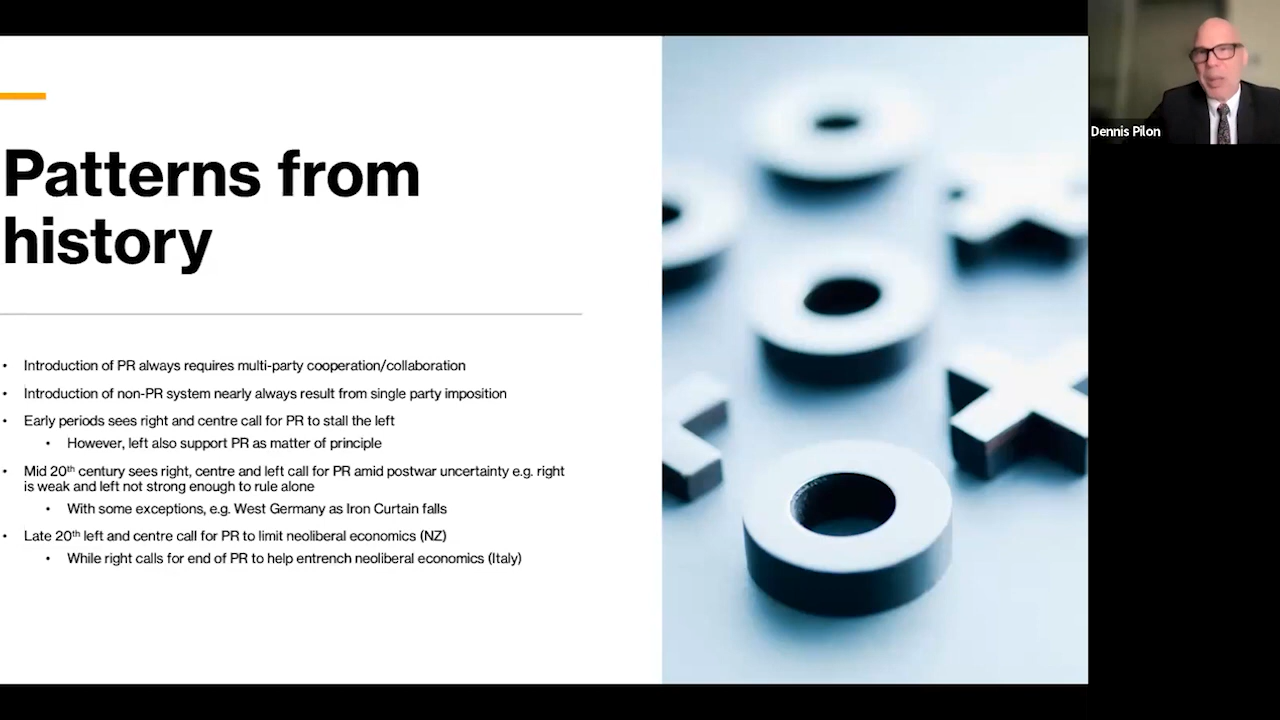 Patterns from
history
• Introduction of PR always requires multi-party cooperation/collaboration
• Introduction of non-PR system nearly always result from single party imposition
• Early periods sees right and centre call for PR to stall the left
• However, left also support PR as matter of principle
• Mid 20th century sees right, centre and left call for PR amid postwar uncertainty e.g. right
is weak and left not strong enough to rule alone
• With some exceptions, e.g. West Germany as Iron Curtain falls
• Late 20th left and centre call for PR to limit neoliberal economics (NZ)
• While right calls for end of PR to help entrench neoliberal economics (Italy)
Dennis Pilon